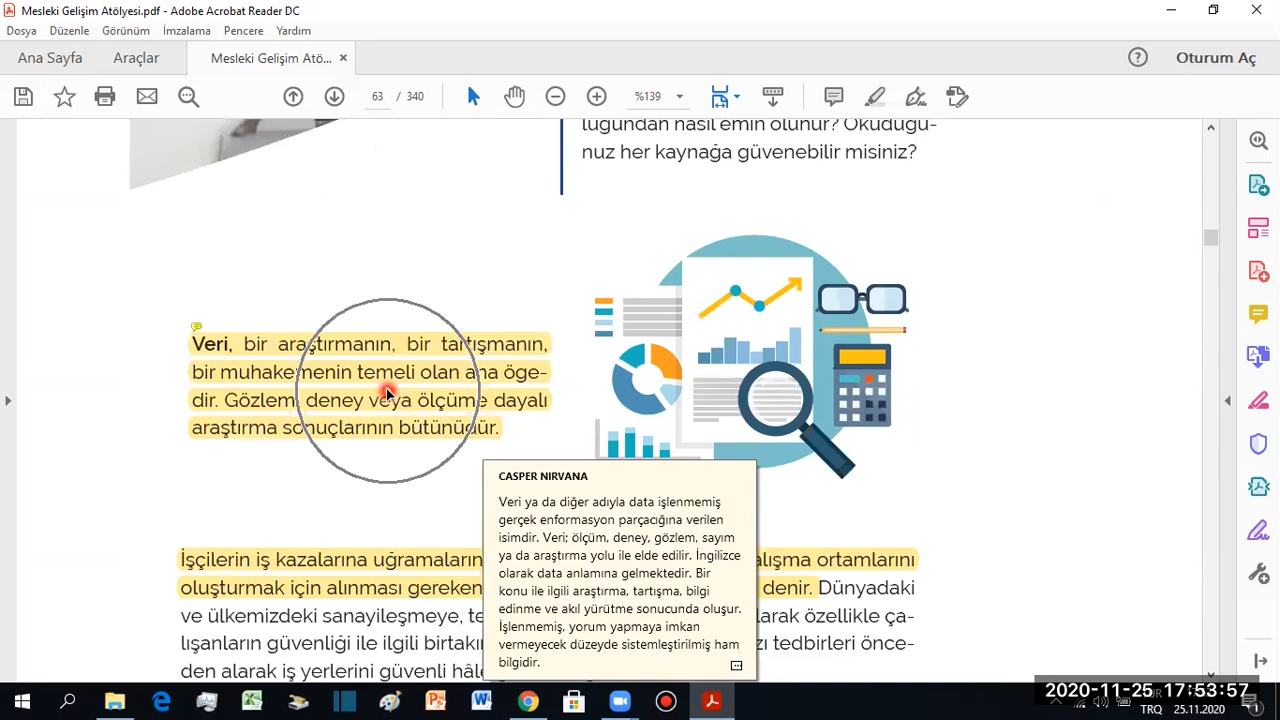 Mesleki Gelişim Atölyesi.pdf - Adobe Acrobat Reader DC
Dosya Düzenle Görünüm İmzalama Pencere Yardım
Ana Sayfa Araçlar Mesleki Gelişim Atö... Oturum Aç
63 / 340 %139
luğundan nasıl emin olunur? Okuduğu-
nuz her kaynağa güvenebilir misiniz?
Veri, bir araştırmanın, bir tartışmanın,
bir muhakemenin temeli olan ana öge-
dir. Gözlem, deney veya ölçüme dayalı
araştırma sonuçlarının bütünüdür.
CASPER NIRVANA
Veri ya da diğer adıyla data işlenmemiş
gerçek enformasyon parçacığına verilen
isimdir. Veri; ölçüm, deney, gözlem, sayım
ya da araştırma yolu ile elde edilir. İngilizce
olarak data anlamına gelmektedir. Bir
konu ile ilgili araştırma, tartışma, bilgi
edinme ve akıl yürütme sonucunda oluşur.
İşlenmemiş, yorum yapmaya imkan
vermeyecek düzeyde sistemleştirilmiş ham
bilgidir.
İşçilerin iş kazalarına uğramaların alışma ortamlarını
oluşturmak için alınması gereken denir. Dünyadaki
ve ülkemizdeki sanayileşmeye, te larak özellikle ça-
lışanların güvenliği ile ilgili birtakı zı tedbirleri önce-
den alarak iş yerlerini güvenli hâle
2020-11-25 17:53:57
TRQ 25.11.2020